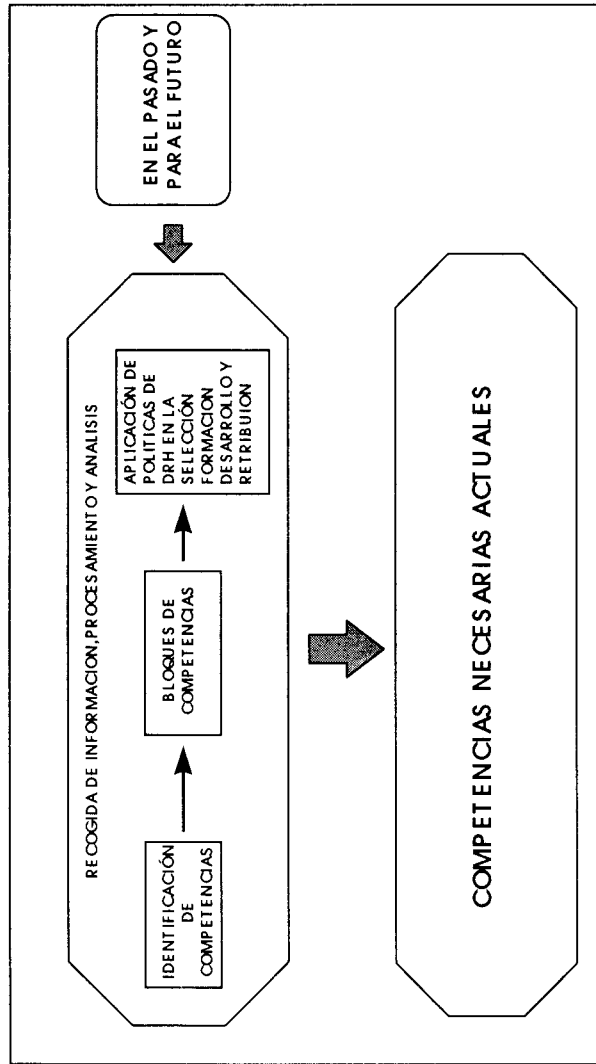 RECOGIDA DE INFORMACION, PROCESAMIENTO Y ANALISIS
IDENTIFICACIÓN
DE
COMPETENCIAS
BLOQUES DE
COMPETENCIAS
APLICACIÓN DE
POLITICAS DE
DRH EN LA
SELECCIÓN
FORMACION
DESARROLLO Y
RETRIBUION
EN EL PASADO Y
PARA EL FUTURO
COMPETENCIAS NECESARIAS ACTUALES